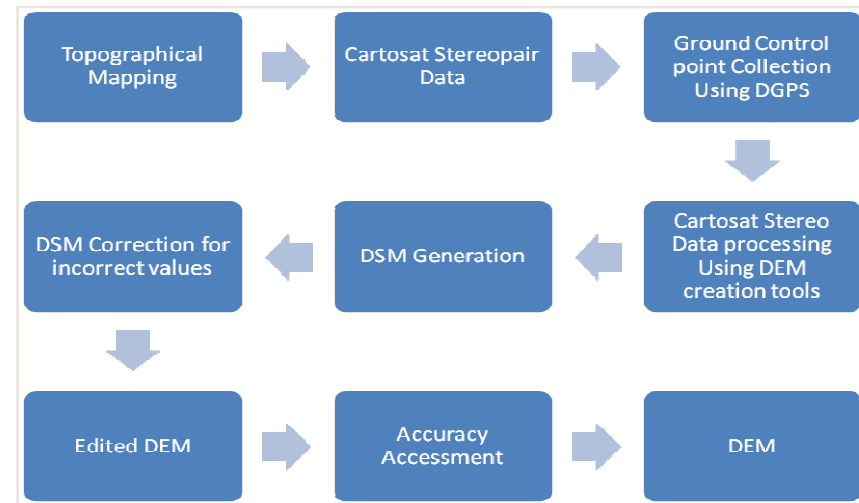 Topographical
Mapping
Cartosat Stereopair
Data
Ground Control
point Collection
Using DGPS
Cartosat Stereo
Data processing
Using DEM
creation tools
DSM Generation
DSM Correction for
incorrect values
Edited DEM
Accuracy
Accessment
DEM